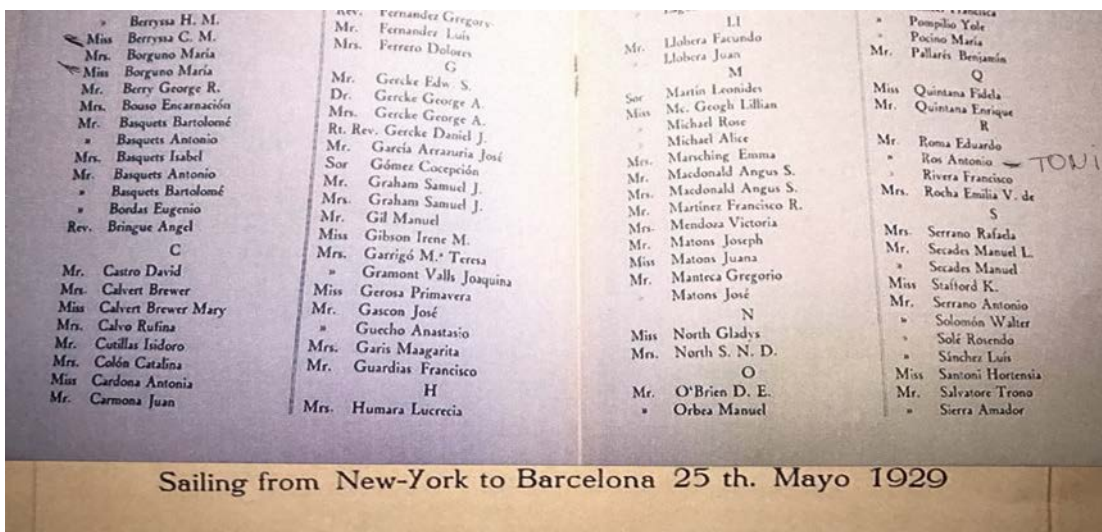 » Berryssa H. M.
Miss Berryssa C. M.
Mrs. Borguno María
Miss Borguno María
Mr. Berry George R.
Mrs. Bouso Encarnación
Mr. Basquets Bartolomé
» Basquets Antonio
Mrs. Basquets Isabel
Mr. Basquets Antonio
» Basquets Bartolomé
» Bordas Eugenio
Rev. Bringue Angel
C
Mr. Castro David
Mrs. Calvert Brewer
Miss Calvert Brewer Mary
Mrs. Calvo Rufina
Mr. Cutillas Isidoro
Mrs. Colón Catalina
Miss Cardona Antonia
Mr. Carmona Juan
Rev. Fernandez Gregory
Mr. Fernandez Luís
Mrs. Ferrero Dolores
G
Mr. Gercke Edw. S.
Dr. Gercke George A.
Mrs. Gercke George A.
Rt. Rev. Gercke Daniel J.
Mr. García Arrazuria José
Sor Gómez Cocepción
Mr. Graham Samuel J.
Mrs. Graham Samuel J.
Mr. Gil Manuel
Miss Gibson Irene M.
Mrs. Garrigó M.ª Teresa
» Gramont Valls Joaquina
Miss Gerosa Primavera
Mr. Gascon José
» Guecho Anastasio
Mrs. Garis Maagarita
Mr. Guardias Francisco
H
Mrs. Humara Lucrecia
Ll
Mr. Llobera Facundo
» Llobera Juan
M
Sor Martin Leonides
Miss Mc. Geogh Lillian
» Michael Rose
» Michael Alice
Mrs. Marsching Emma
Mr. Macdonald Angus S.
Mrs. Macdonald Angus S.
Mr. Martínez Francisco R.
Mrs. Mendoza Victoria
Mr. Matons Joseph
Miss Matons Juana
Mr. Manteca Gregorio
» Matons José
N
Miss North Gladys
Mrs. North S. N. D.
O
Mr. O'Brien D. E.
» Orbea Manuel
» Pompilio Yole
» Pocino María
Mr. Pallarés Benjamín
Q
Miss Quintana Fidela
Mr. Quintana Enrique
R
Mr. Roma Eduardo
» Ros Antonio – TONI
» Rivera Francisco
Mrs. Rocha Emilia V. de
S
Mrs. Serrano Rafaela
Mr. Secades Manuel L.
» Secades Manuel
Miss Stafford K.
Mr. Serrano Antonio
» Solomón Walter
» Solé Rosendo
» Sánchez Luís
Miss Santoni Hortensia
Mr. Salvatore Trono
» Sierra Amador
Sailing from New-York to Barcelona 25 th. Mayo 1929